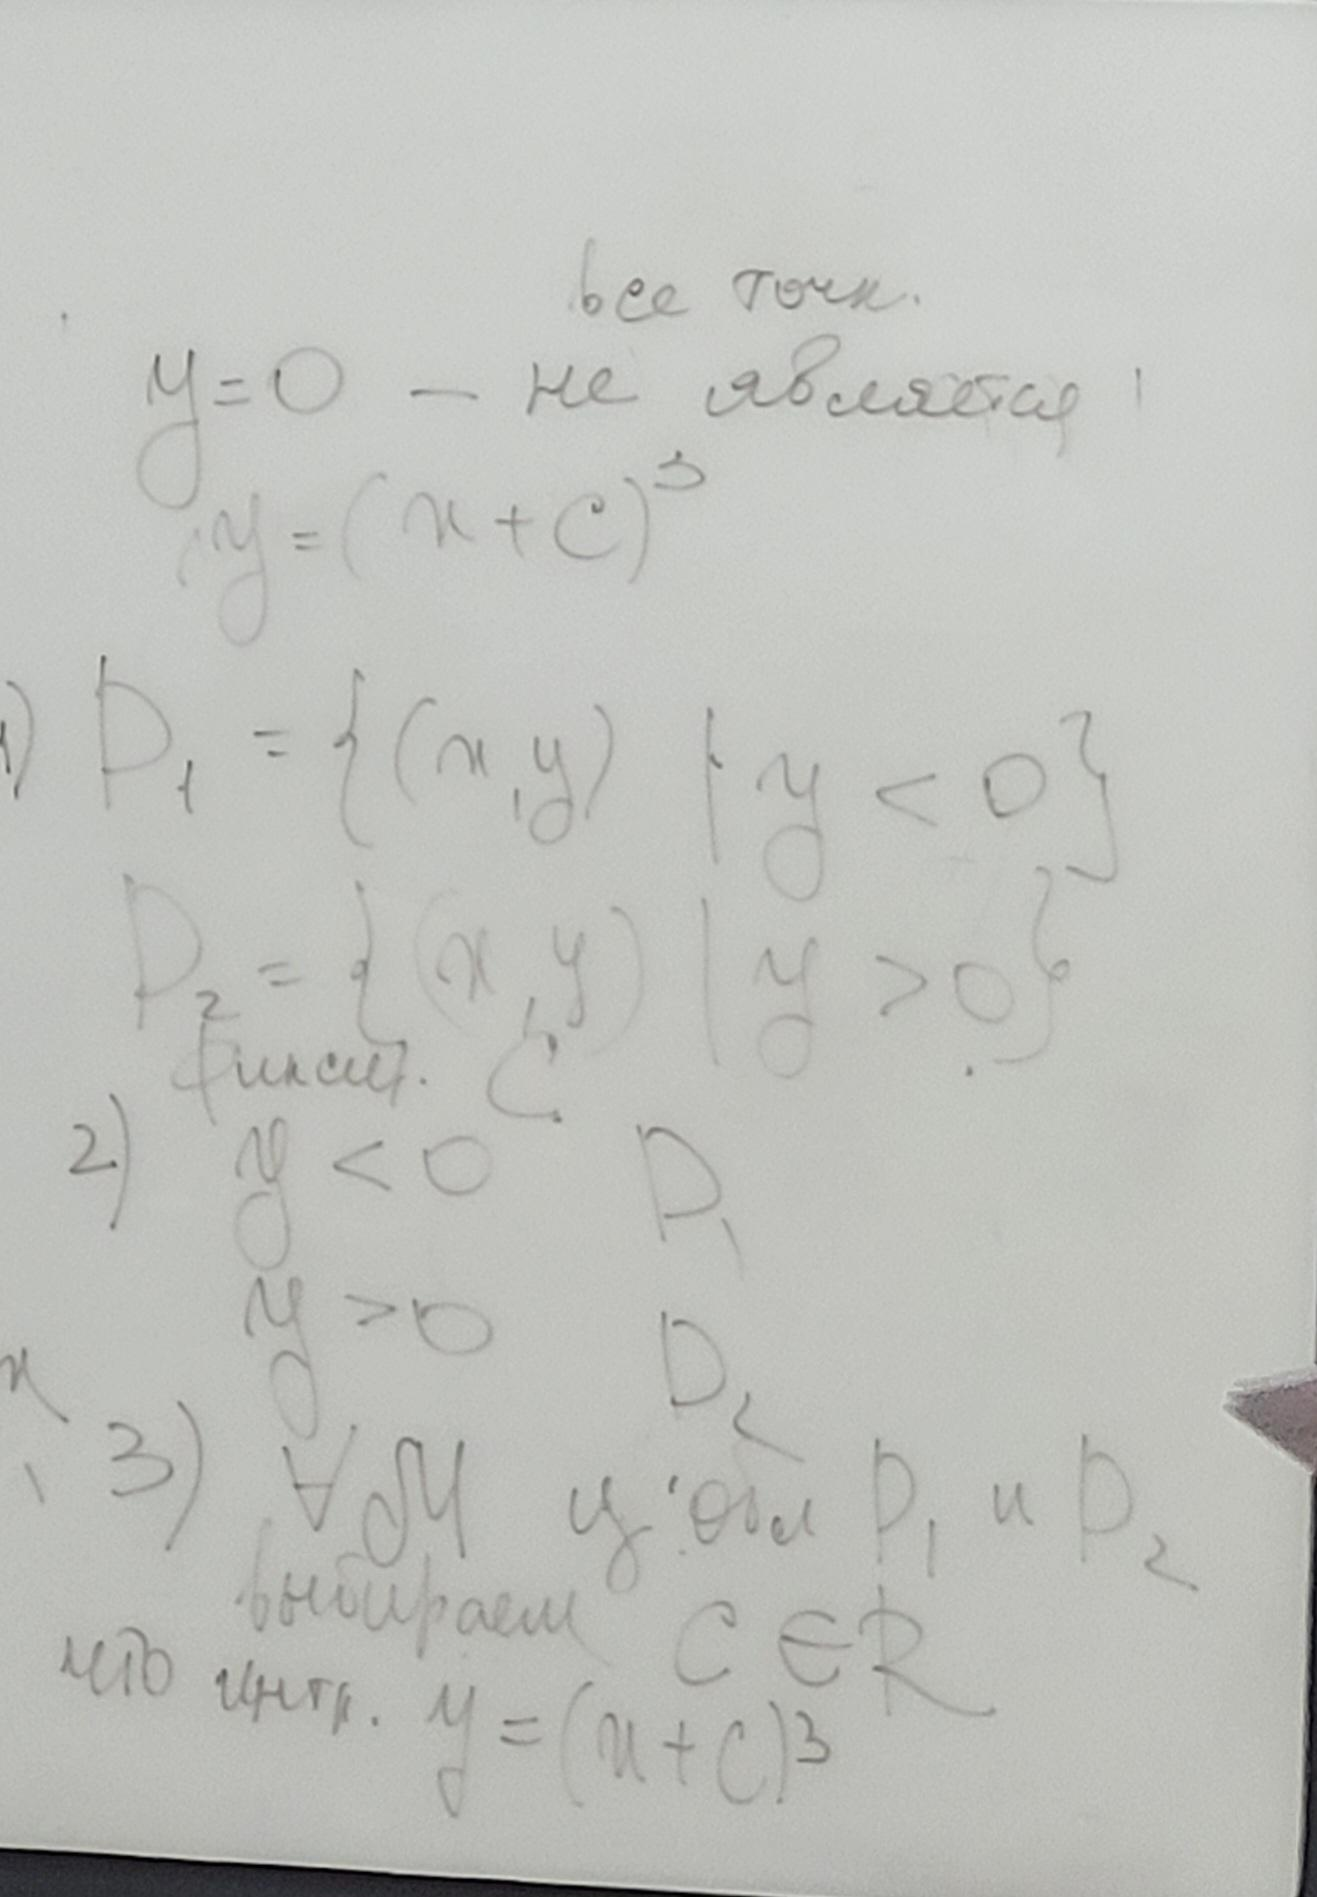 все точк.
y=0 — не является
y=(x+C)³
1) D₁ = {(x,y) | y < 0}
D₂ = {(x,y) | y > 0}
фиксир. C
2) y < 0 D₁
y > 0 D₂
x
3) ∀ M из обл D₁ и D₂
выбираем C ∈ R
что интгр. y = (x+C)3